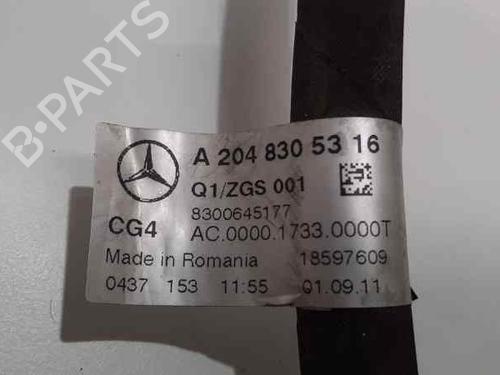 A 204 830 53 16
Q1/ZGS 001
8300645177
CG4 AC.0000.1733.0000T
Made in Romania 18597609
0437 153 11:55 01.09.11